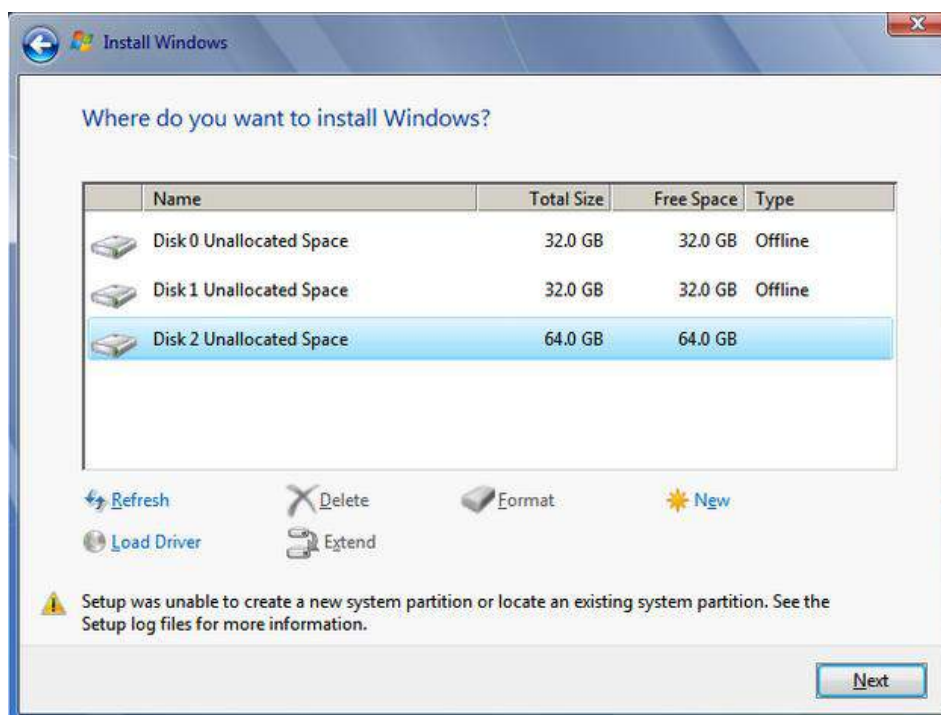 Install Windows
Where do you want to install Windows?
Name Total Size Free Space Type
Disk 0 Unallocated Space 32.0 GB 32.0 GB Offline
Disk 1 Unallocated Space 32.0 GB 32.0 GB Offline
Disk 2 Unallocated Space 64.0 GB 64.0 GB
Refresh Delete Format New
Load Driver Extend
Setup was unable to create a new system partition or locate an existing system partition. See the
Setup log files for more information.
Next